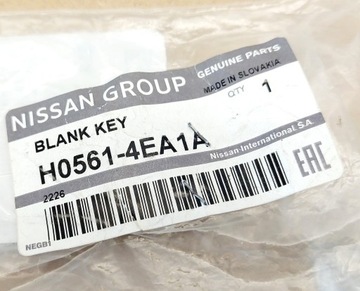 NISSAN GROUP
GENUINE PARTS
MADE IN SLOVAKIA
BLANK KEY
QTY 1
H0561-4EA1A
Nissan International. S.A.
EAC
2226
NEGB1